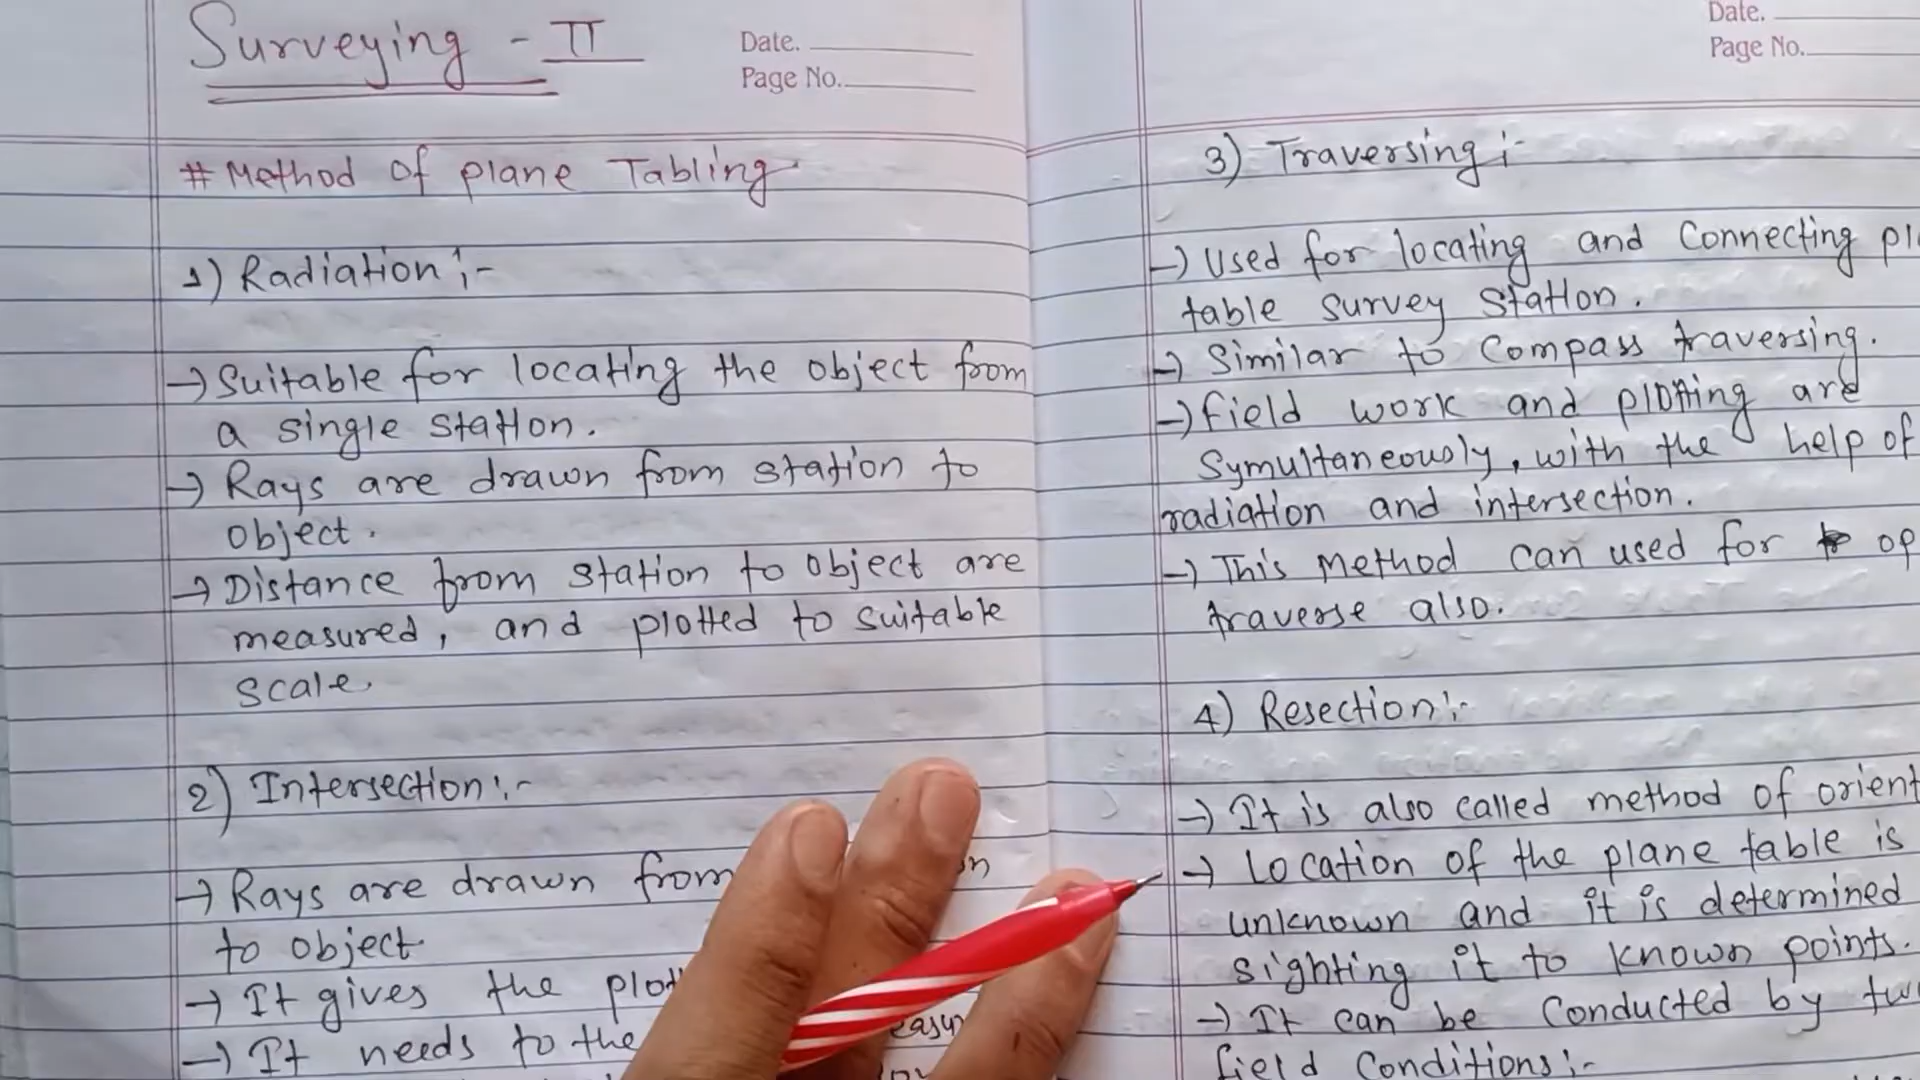 Surveying - II
Date.
Page No.
# Method of plane Tabling
1) Radiation :-
→ Suitable for locating the object from
a single station.
→ Rays are drawn from station to
object.
→ Distance from station to object are
measured, and plotted to suitable
scale.
2) Intersection :-
→ Rays are drawn from
to object
→ It gives the
→ It needs to the
Date.
Page No.
3) Traversing :-
→ Used for locating and Connecting
table survey station.
→ Similar to Compass traversing.
→ field work and plotting are
Symultaneously, with the help of
radiation and intersection.
→ This method can used for
traverse also.
4) Resection :-
→ It is also called method of
→ Location of the plane table is
unknown and it is determined
sighting it to known points.
→ It can be Conducted by
field Conditions :-